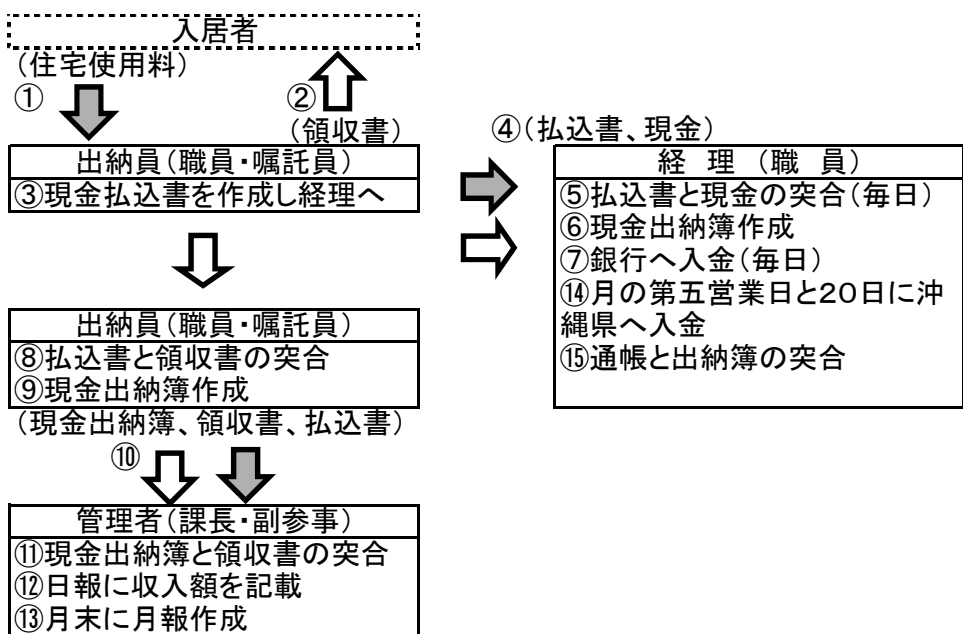 入居者
(住宅使用料)
①
②
(領収書)
④(払込書、現金)
出納員(職員・嘱託員)
③現金払込書を作成し経理へ
経 理 (職 員)
⑤払込書と現金の突合(毎日)
⑥現金出納簿作成
⑦銀行へ入金(毎日)
⑭月の第五営業日と20日に沖
縄県へ入金
⑮通帳と出納簿の突合
出納員(職員・嘱託員)
⑧払込書と領収書の突合
⑨現金出納簿作成
(現金出納簿、領収書、払込書)
⑩
管理者(課長・副参事)
⑪現金出納簿と領収書の突合
⑫日報に収入額を記載
⑬月末に月報作成